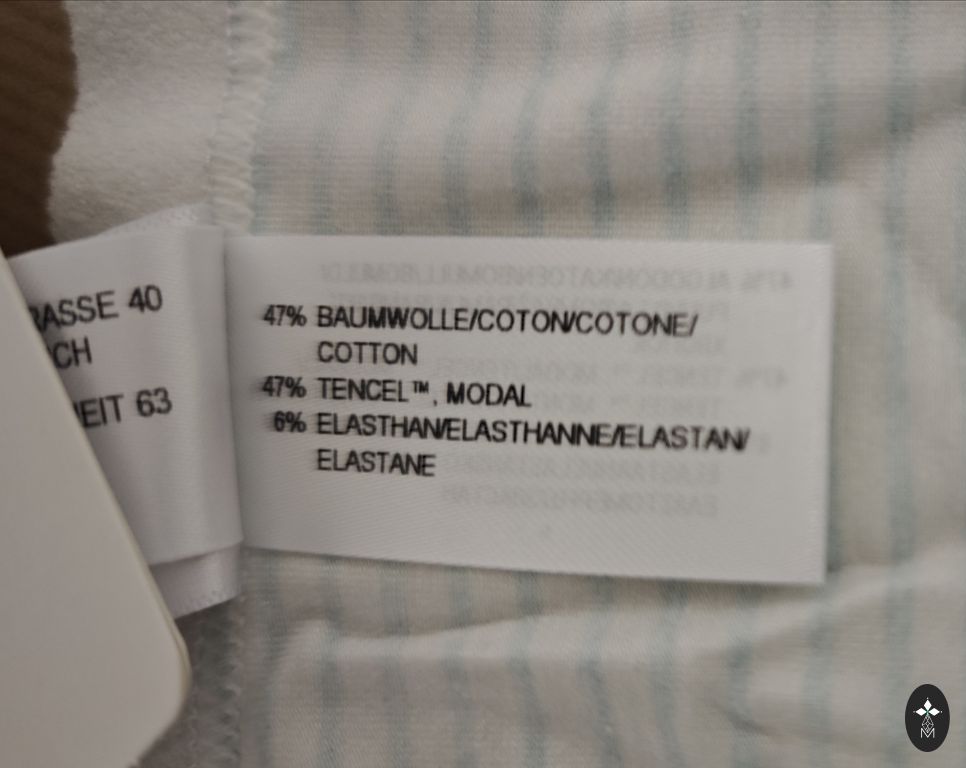 RASSE 40
CH
EIT 63
47% BAUMWOLLE/COTON/COTONE/
COTTON
47% TENCEL™, MODAL
6% ELASTHAN/ELASTHANNE/ELASTAN/
ELASTANE
M